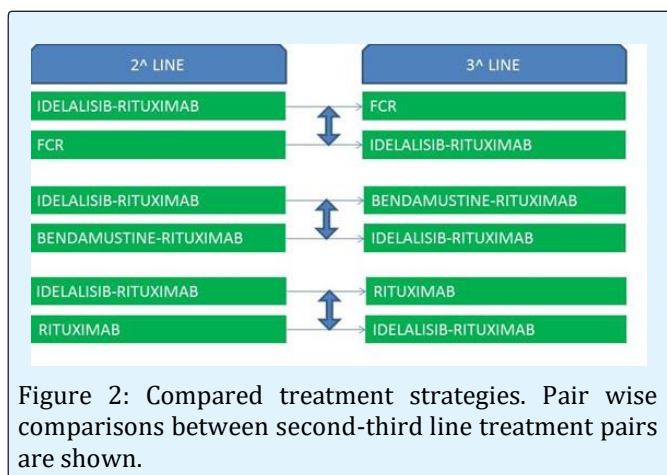 2^ LINE 3^ LINE
IDELALISIB-RITUXIMAB FCR
FCR IDELALISIB-RITUXIMAB
IDELALISIB-RITUXIMAB BENDAMUSTINE-RITUXIMAB
BENDAMUSTINE-RITUXIMAB IDELALISIB-RITUXIMAB
IDELALISIB-RITUXIMAB RITUXIMAB
RITUXIMAB IDELALISIB-RITUXIMAB
Figure 2: Compared treatment strategies. Pair wise
comparisons between second-third line treatment pairs
are shown.